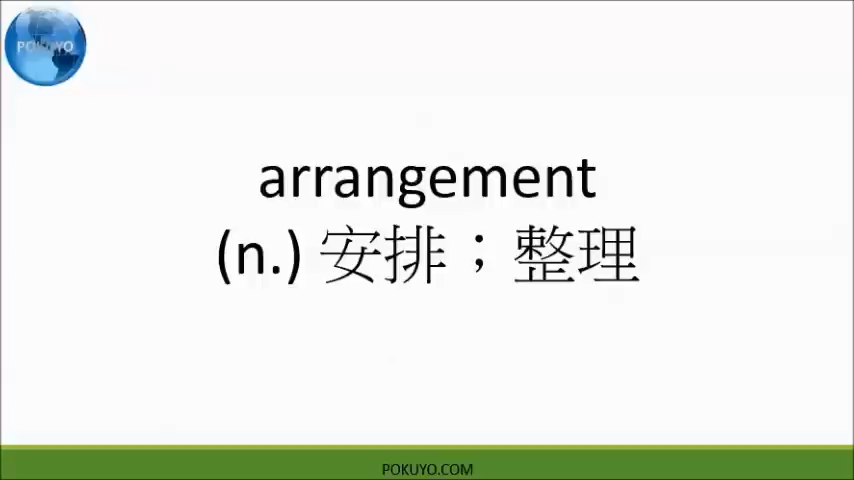 POKUYO
arrangement
(n.) 安排；整理
POKUYO.COM